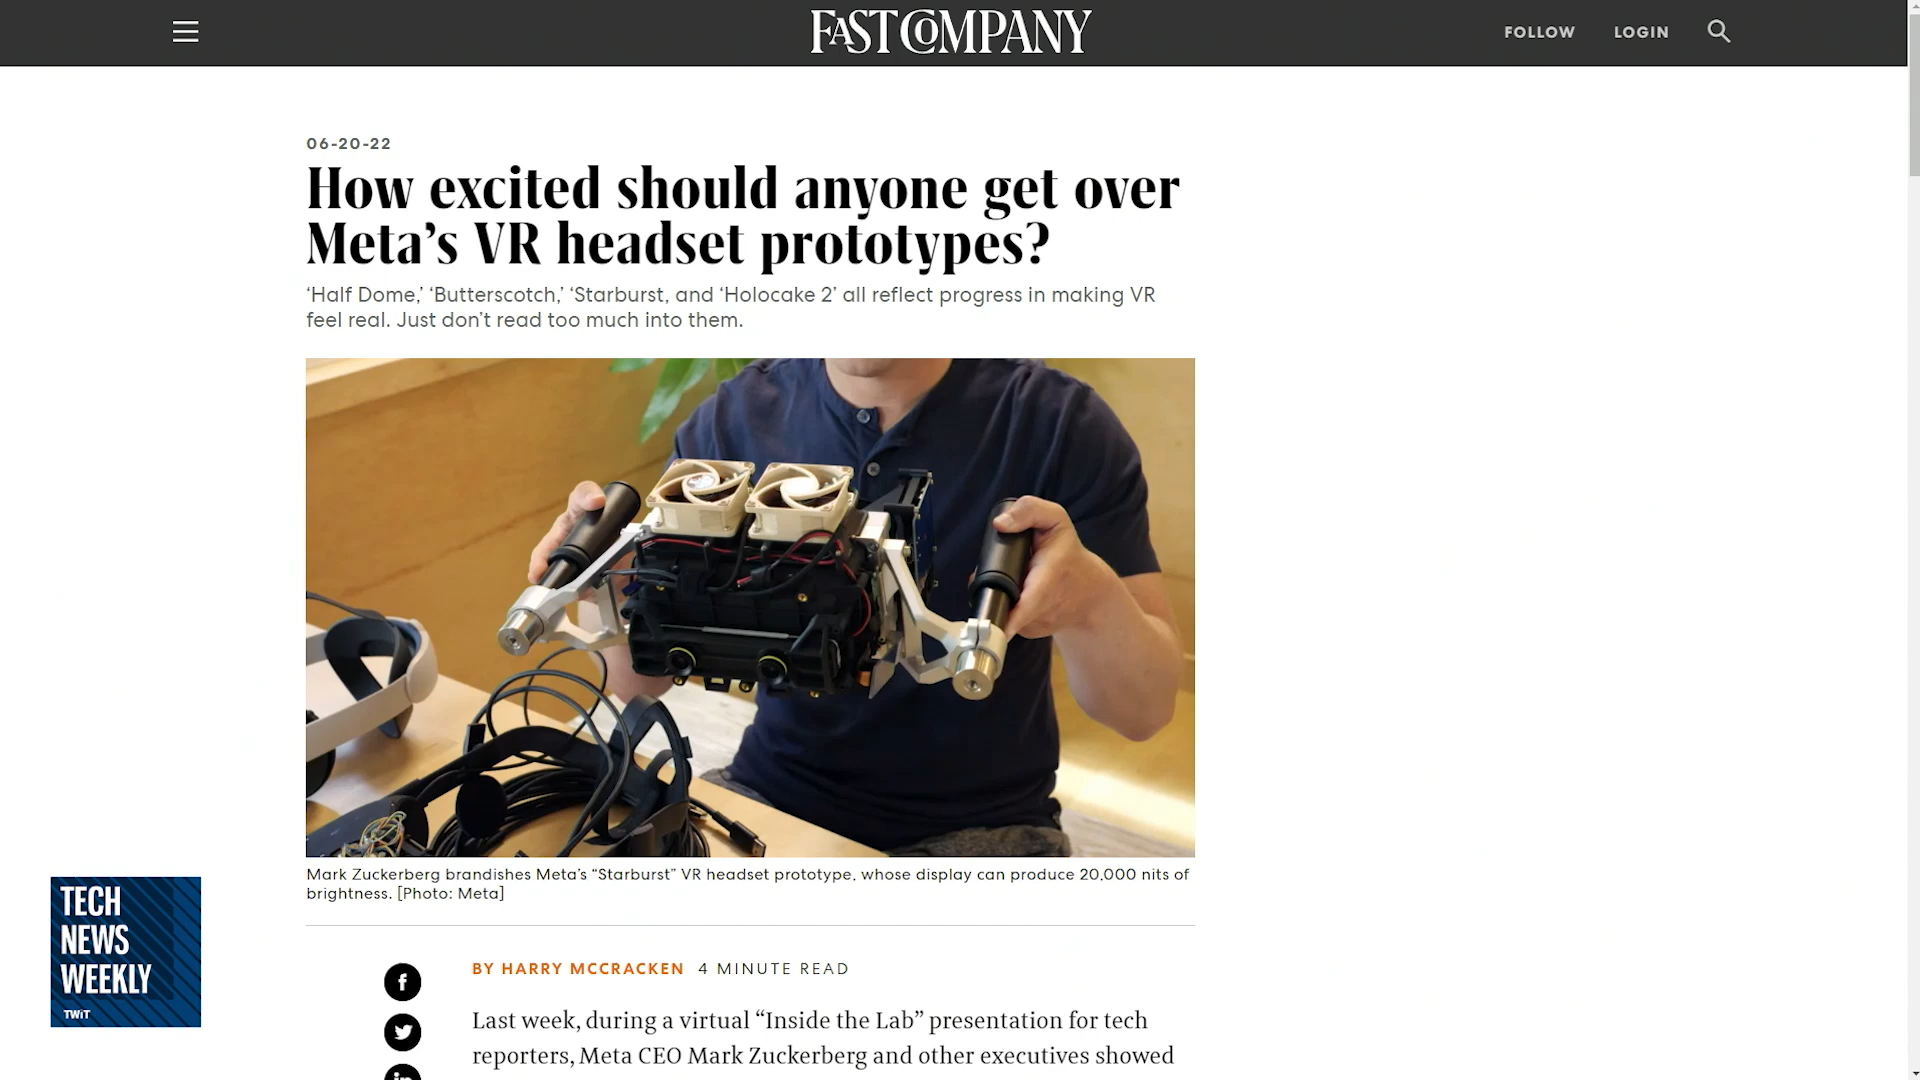 FAST COMPANY
FOLLOW
LOGIN
06-20-22
How excited should anyone get over
Meta’s VR headset prototypes?
‘Half Dome,’ ‘Butterscotch,’ ‘Starburst, and ‘Holocake 2’ all reflect progress in making VR
feel real. Just don’t read too much into them.
Mark Zuckerberg brandishes Meta’s “Starburst” VR headset prototype, whose display can produce 20,000 nits of
brightness. [Photo: Meta]
BY HARRY MCCRACKEN 4 MINUTE READ
Last week, during a virtual “Inside the Lab” presentation for tech
reporters, Meta CEO Mark Zuckerberg and other executives showed
TECH
NEWS
WEEKLY
TWiT